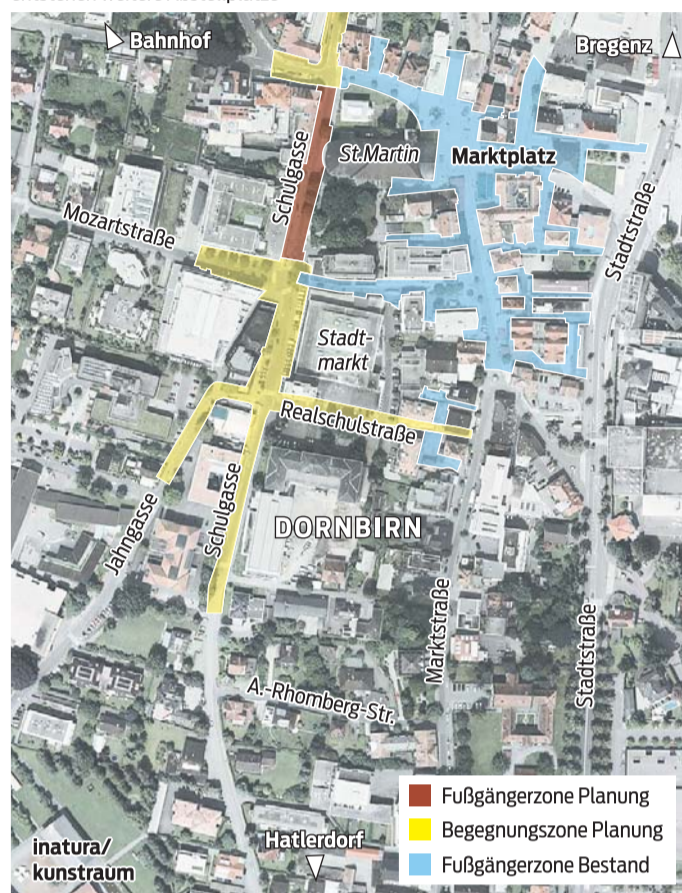 Bahnhof
Bregenz
Schulgasse
St.Martin
Marktplatz
Mozartstraße
Stadtstraße
Stadt-
markt
Realschulstraße
Jahngasse
Schulgasse
DORNBIRN
Marktstraße
Stadtstraße
A.-Rhomberg-Str.
Fußgängerzone Planung
Begegnungszone Planung
Fußgängerzone Bestand
inatura/
kunstraum
Hatlerdorf